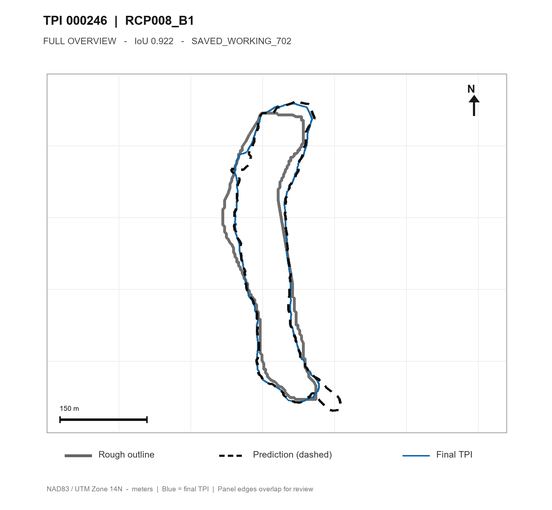 TPI 000246 | RCP008_B1
FULL OVERVIEW - IoU 0.922 - SAVED_WORKING_702
N
150 m
Rough outline
Prediction (dashed)
Final TPI
NAD83 / UTM Zone 14N - meters | Blue = final TPI | Panel edges overlap for review